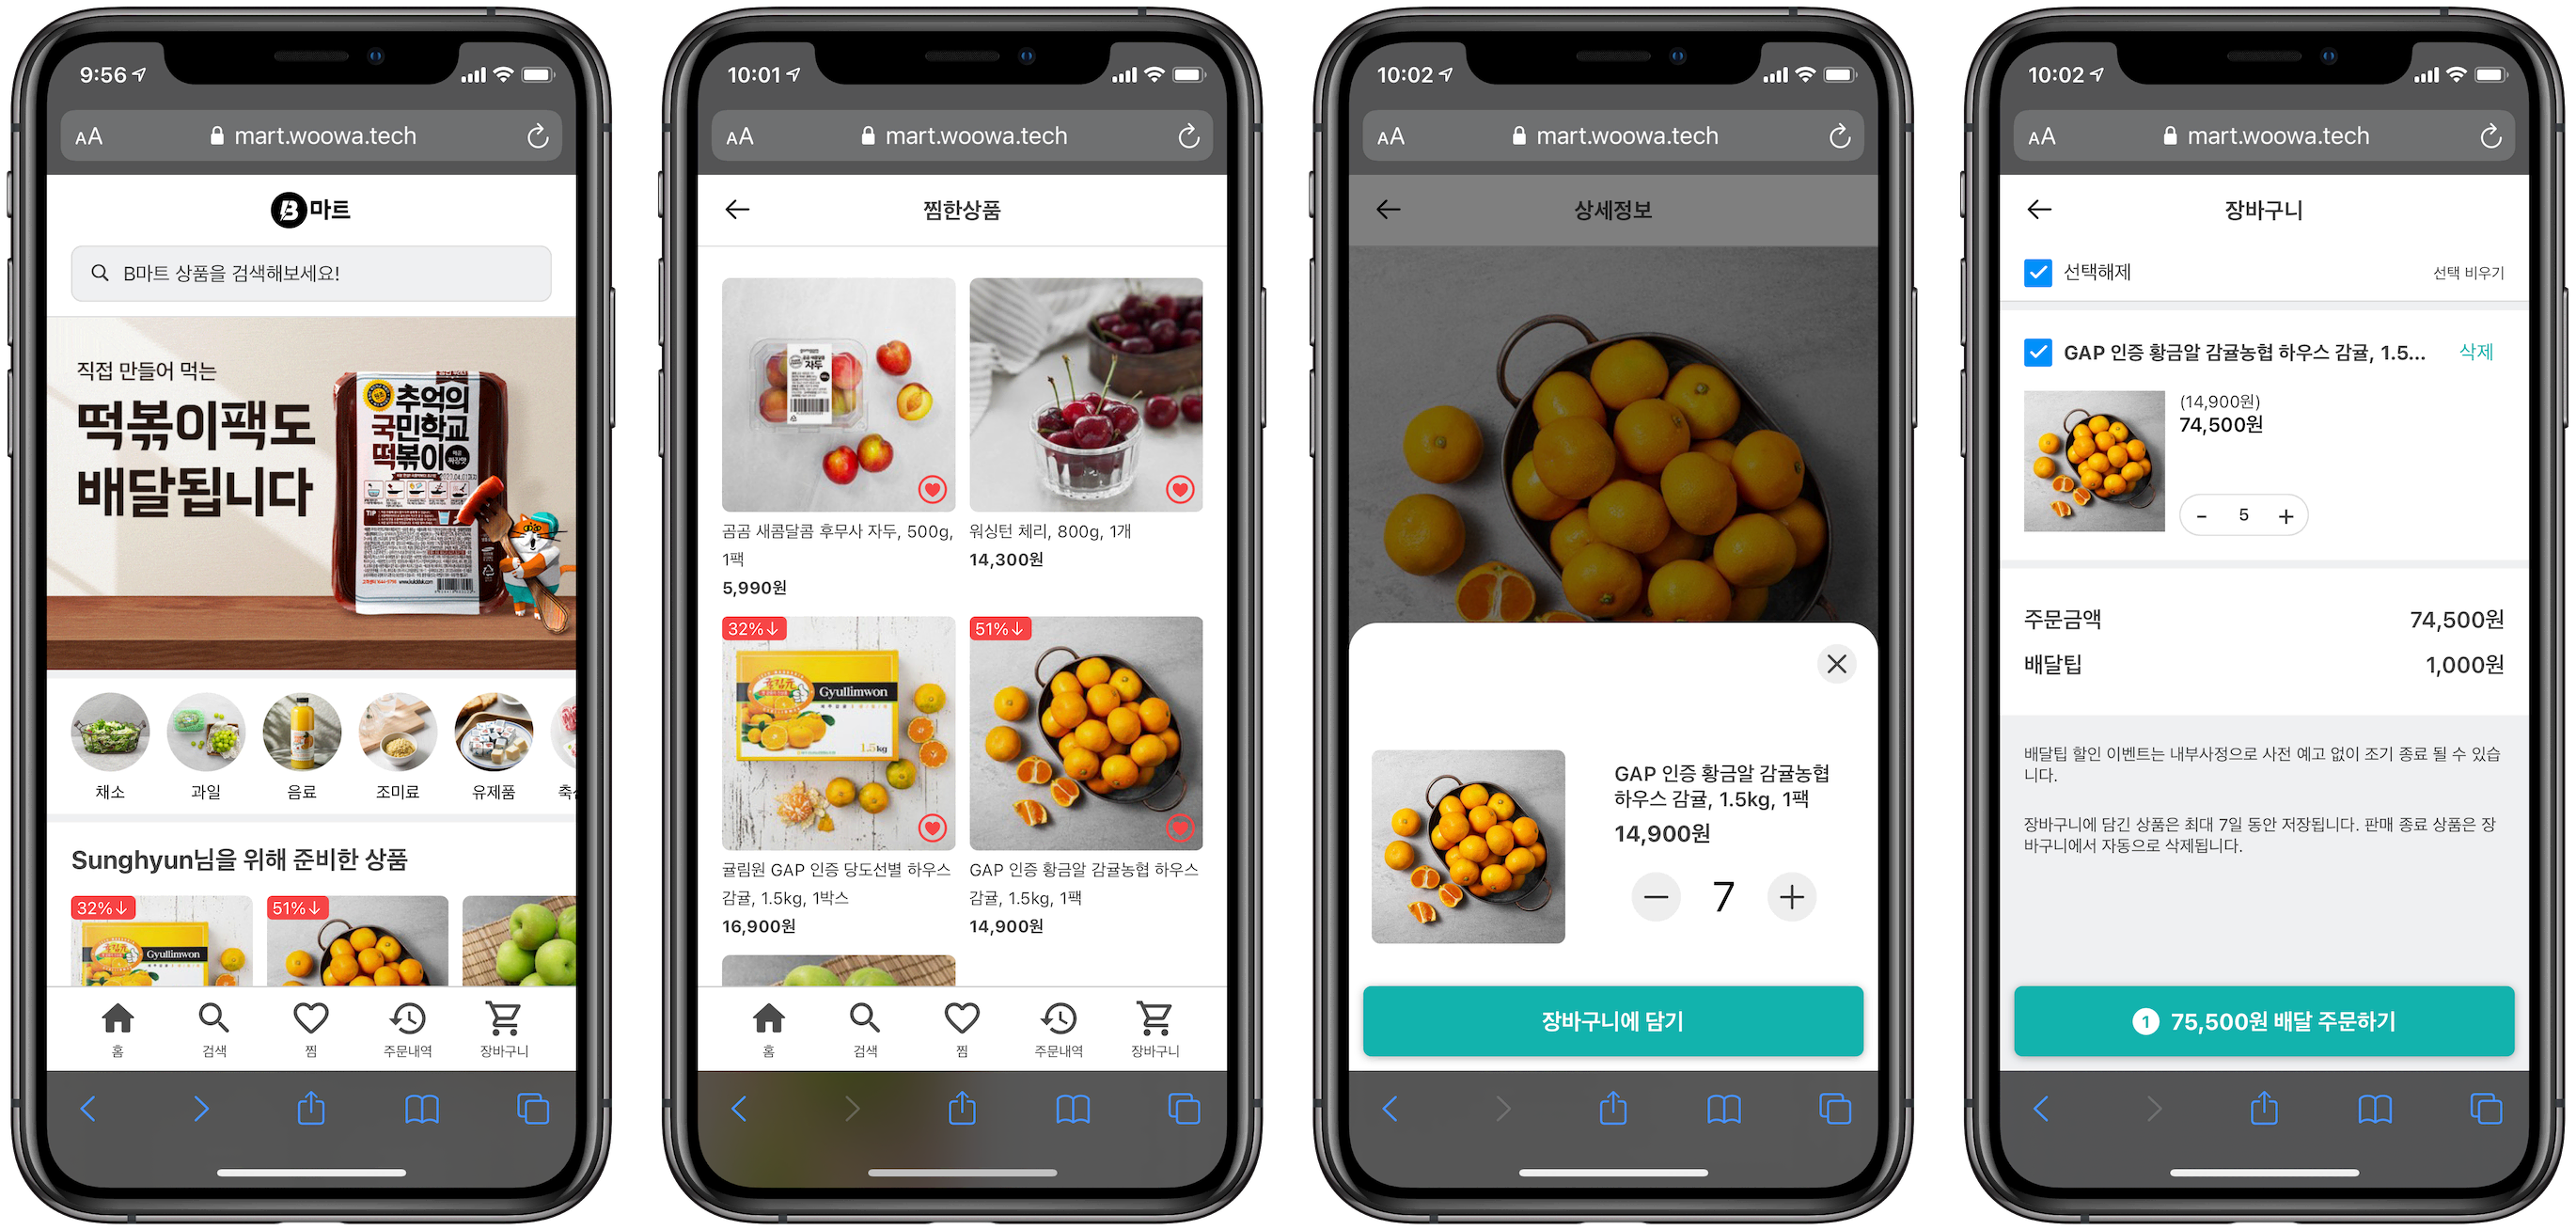 9:56
AA mart.woowa.tech
B마트
B마트 상품을 검색해보세요!
직접 만들어 먹는
떡볶이팩도
배달됩니다
추억의
국민학교
떡볶이
TIP
채소
과일
음료
조미료
유제품
Sunghyun님을 위해 준비한 상품
32%↓
51%↓
Gyullimwon
홈
검색
찜
주문내역
장바구니
10:01
AA mart.woowa.tech
찜한상품
자두
곰곰 새콤달콤 후무사 자두, 500g,
1팩
5,990원
워싱턴 체리, 800g, 1개
14,300원
32%↓
Gyullimwon
1.5kg
귤림원 GAP 인증 당도선별 하우스
감귤, 1.5kg, 1박스
16,900원
51%↓
GAP 인증 황금알 감귤농협 하우스
감귤, 1.5kg, 1팩
14,900원
홈
검색
찜
주문내역
장바구니
10:02
AA mart.woowa.tech
상세정보
GAP 인증 황금알 감귤농협
하우스 감귤, 1.5kg, 1팩
14,900원
7
장바구니에 담기
10:02
AA mart.woowa.tech
장바구니
선택해제
선택 비우기
GAP 인증 황금알 감귤농협 하우스 감귤, 1.5...
삭제
(14,900원)
74,500원
- 5 +
주문금액 74,500원
배달팁 1,000원
배달팁 할인 이벤트는 내부사정으로 사전 예고 없이 조기 종료 될 수 있습
니다.
장바구니에 담긴 상품은 최대 7일 동안 저장됩니다. 판매 종료 상품은 장
바구니에서 자동으로 삭제됩니다.
1 75,500원 배달 주문하기